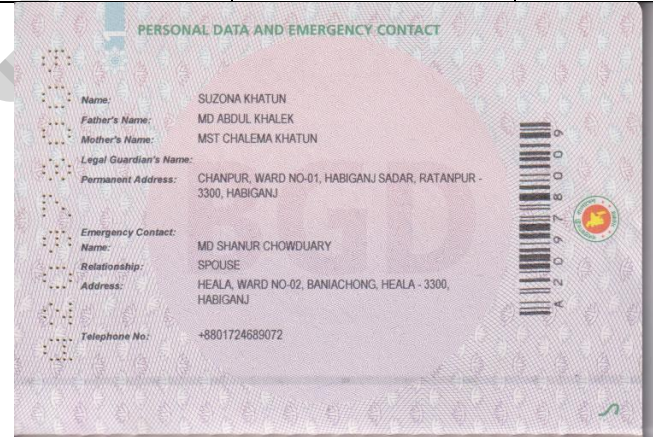 PERSONAL DATA AND EMERGENCY CONTACT
Name: SUZONA KHATUN
Father's Name: MD ABDUL KHALEK
Mother's Name: MST CHALEMA KHATUN
Legal Guardian's Name:
Permanent Address: CHANPUR, WARD NO-01, HABIGANJ SADAR, RATANPUR -
3300, HABIGANJ
Emergency Contact:
Name: MD SHANUR CHOWDUARY
Relationship: SPOUSE
Address: HEALA, WARD NO-02, BANIACHONG, HEALA - 3300,
HABIGANJ
Telephone No: +8801724689072
BGD
A20978009